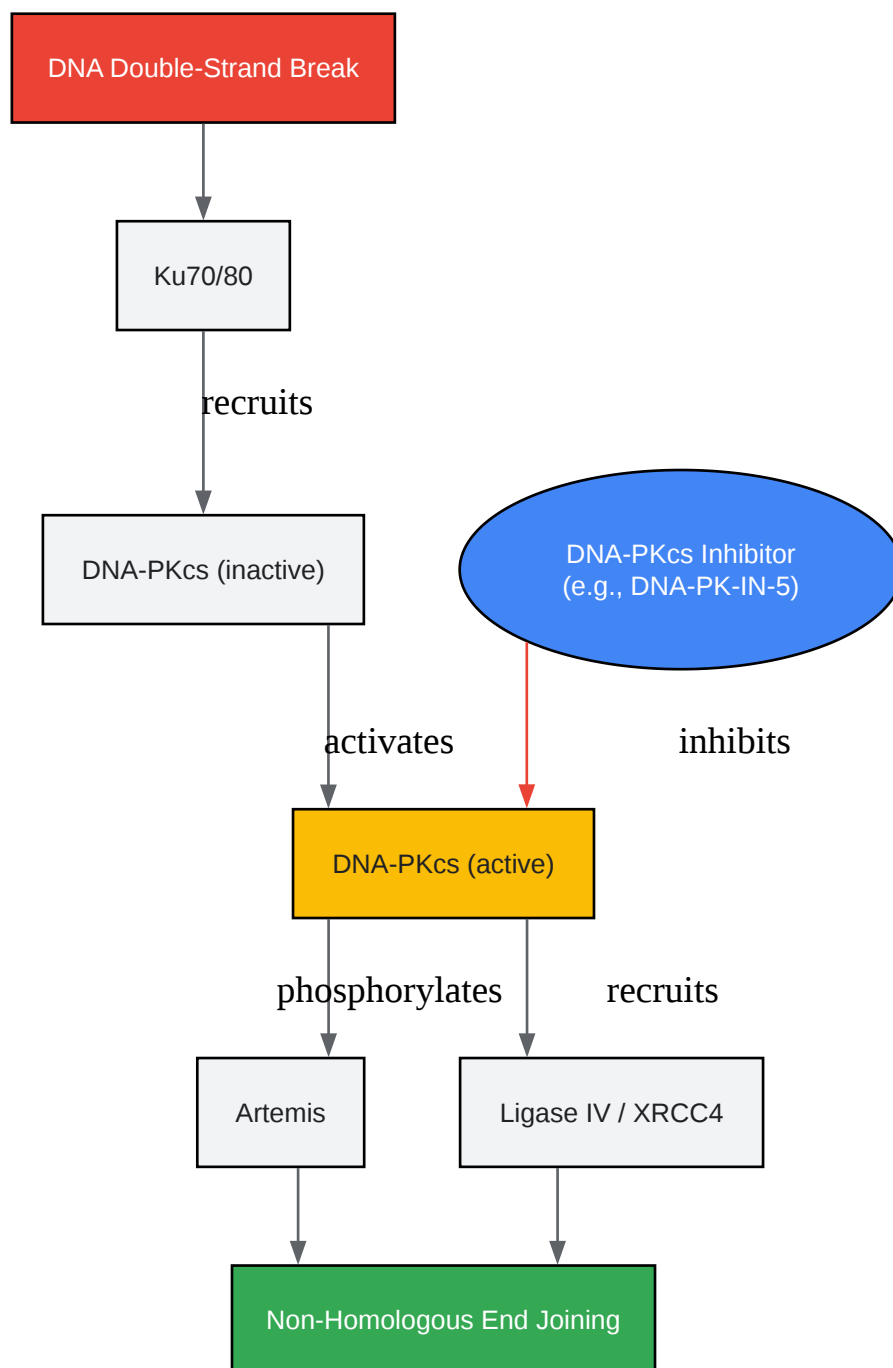 DNA Double-Strand Break
Ku70/80
recruits
DNA-PKcs (inactive)
DNA-PKcs Inhibitor
(e.g., DNA-PK-IN-5)
activates
inhibits
DNA-PKcs (active)
phosphorylates
recruits
Artemis
Ligase IV / XRCC4
Non-Homologous End Joining